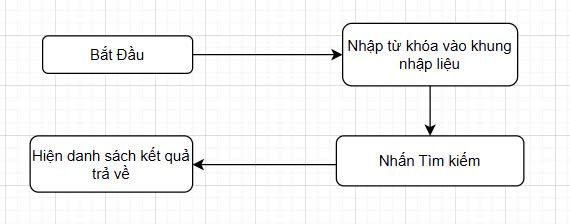 Bắt Đầu
Nhập từ khóa vào khung
nhập liệu
Nhấn Tìm kiếm
Hiện danh sách kết quả
trả về